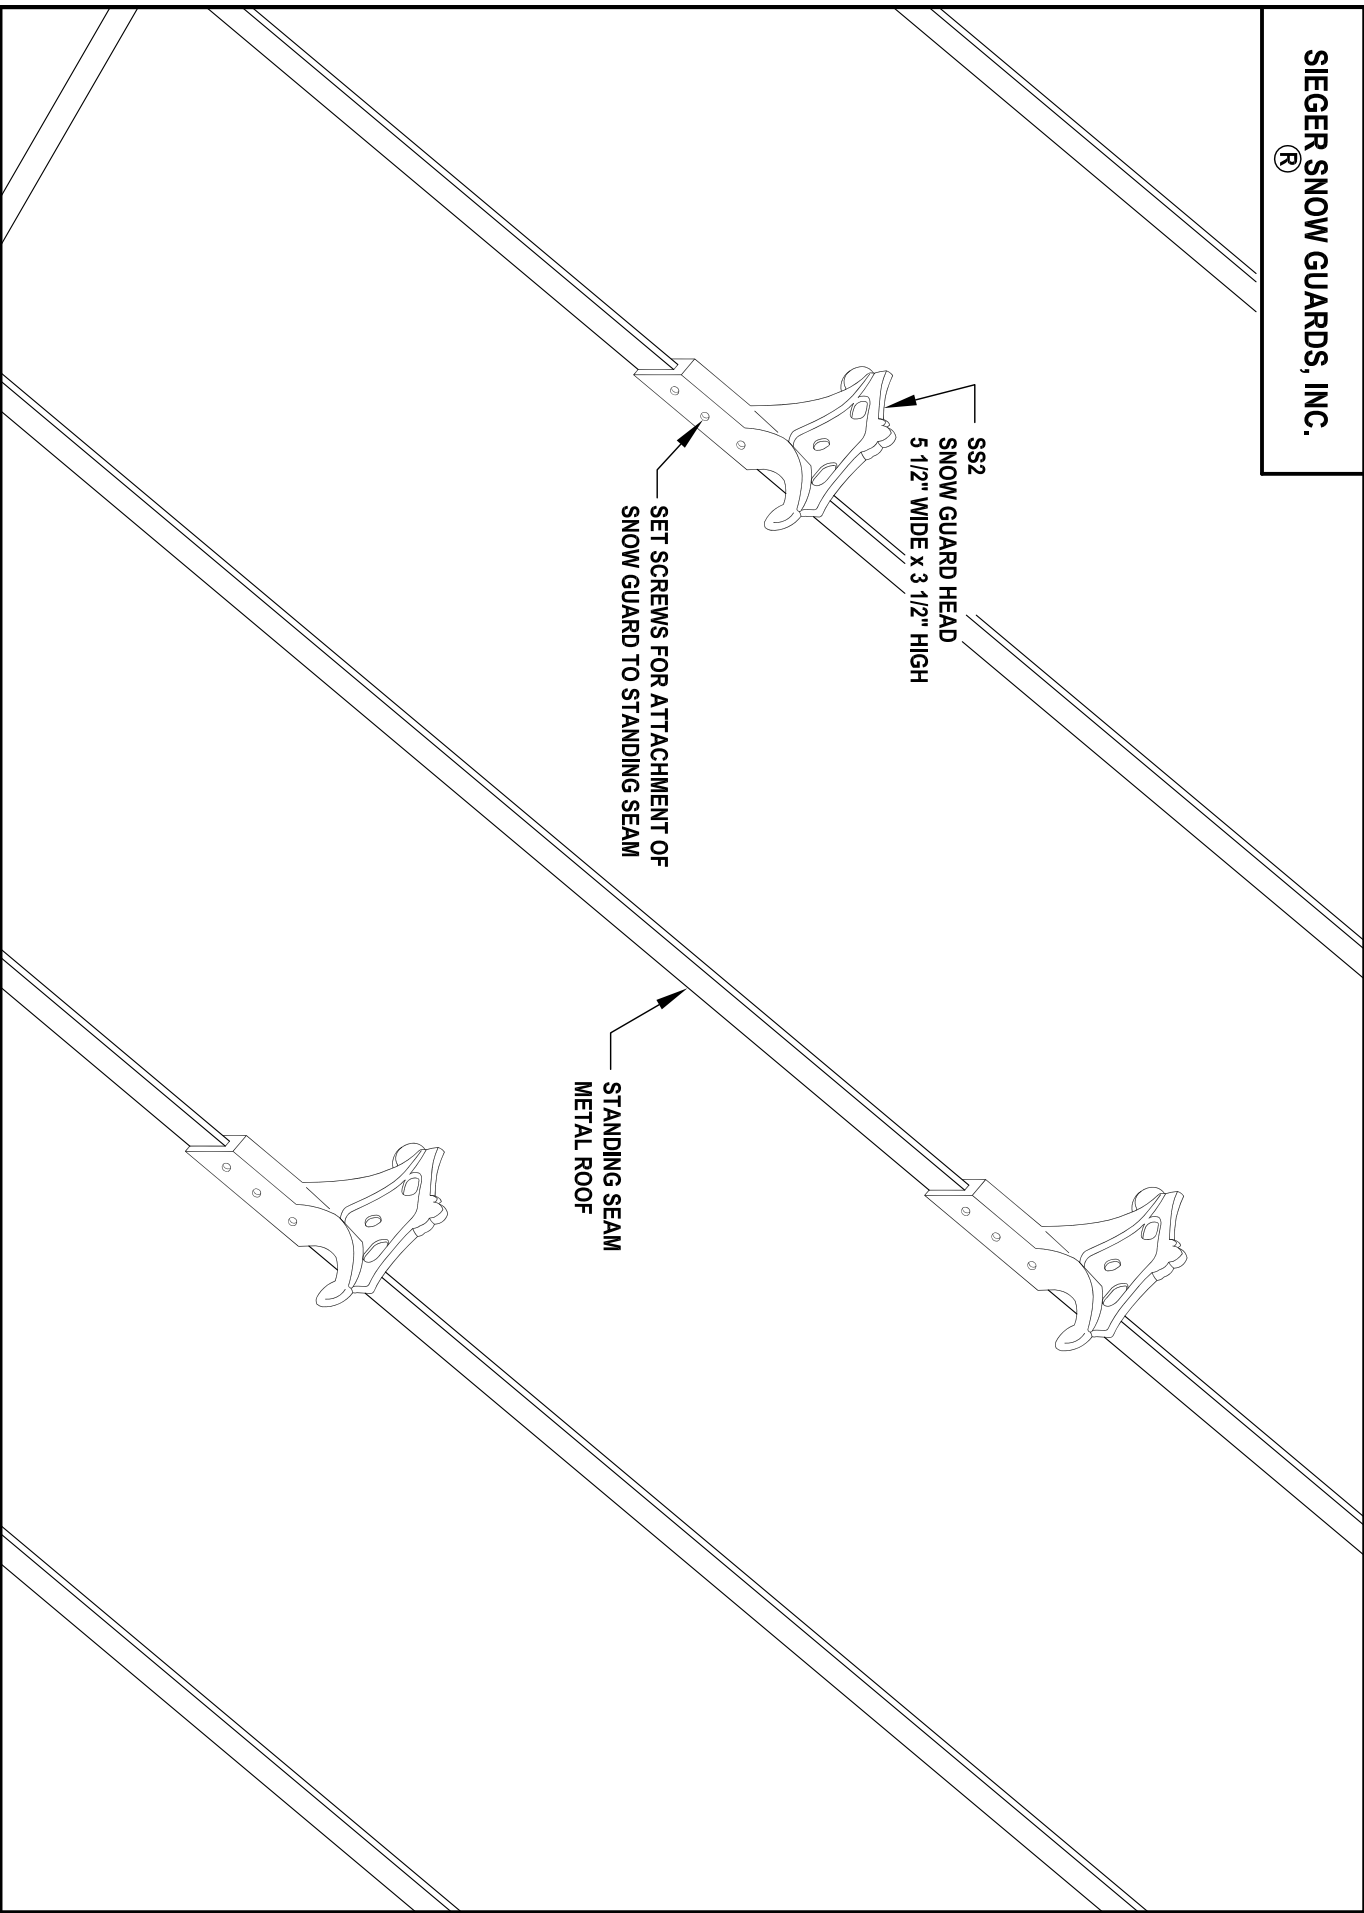 SIEGER SNOW GUARDS, INC.
®
SS2
SNOW GUARD HEAD
5 1/2" WIDE x 3 1/2" HIGH
SET SCREWS FOR ATTACHMENT OF
SNOW GUARD TO STANDING SEAM
STANDING SEAM
METAL ROOF